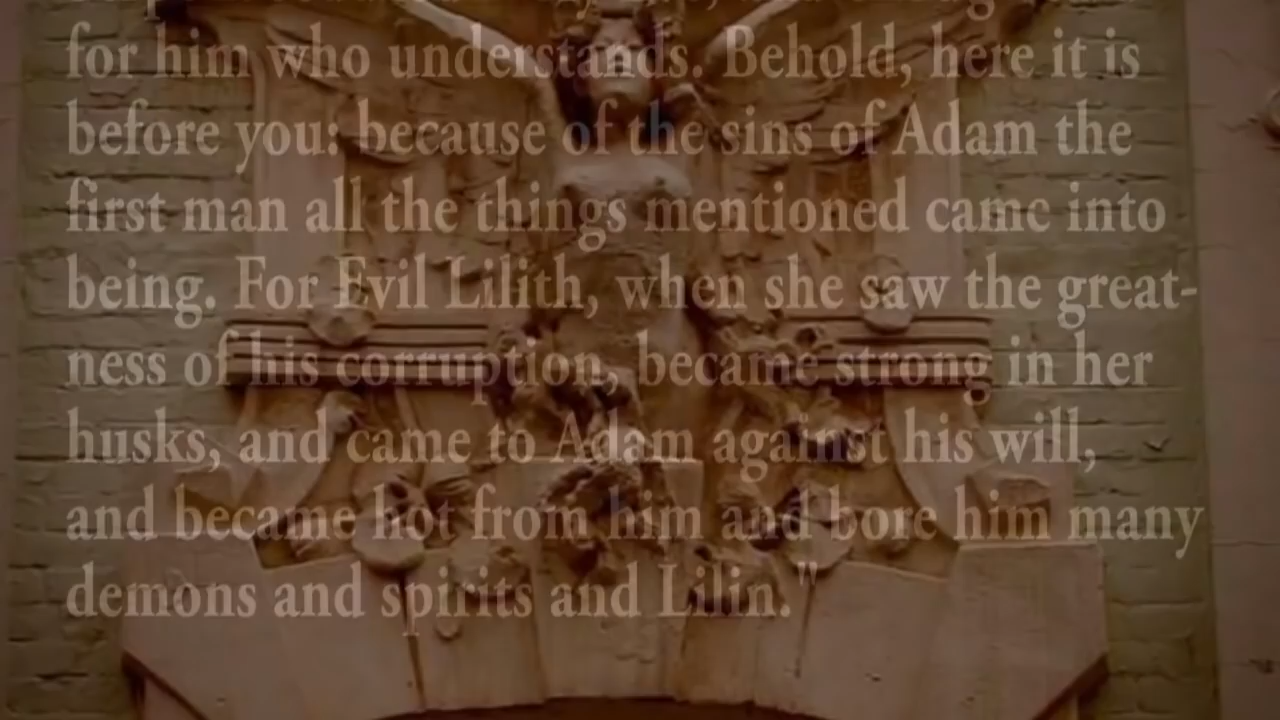 for him who understands. Behold, here it is
before you: because of the sins of Adam the
first man all the things mentioned came into
being. For Evil Lilith, when she saw the great-
ness of his corruption, became strong in her
husks, and came to Adam against his will,
and became hot from him and bore him many
demons and spirits and Lilin."